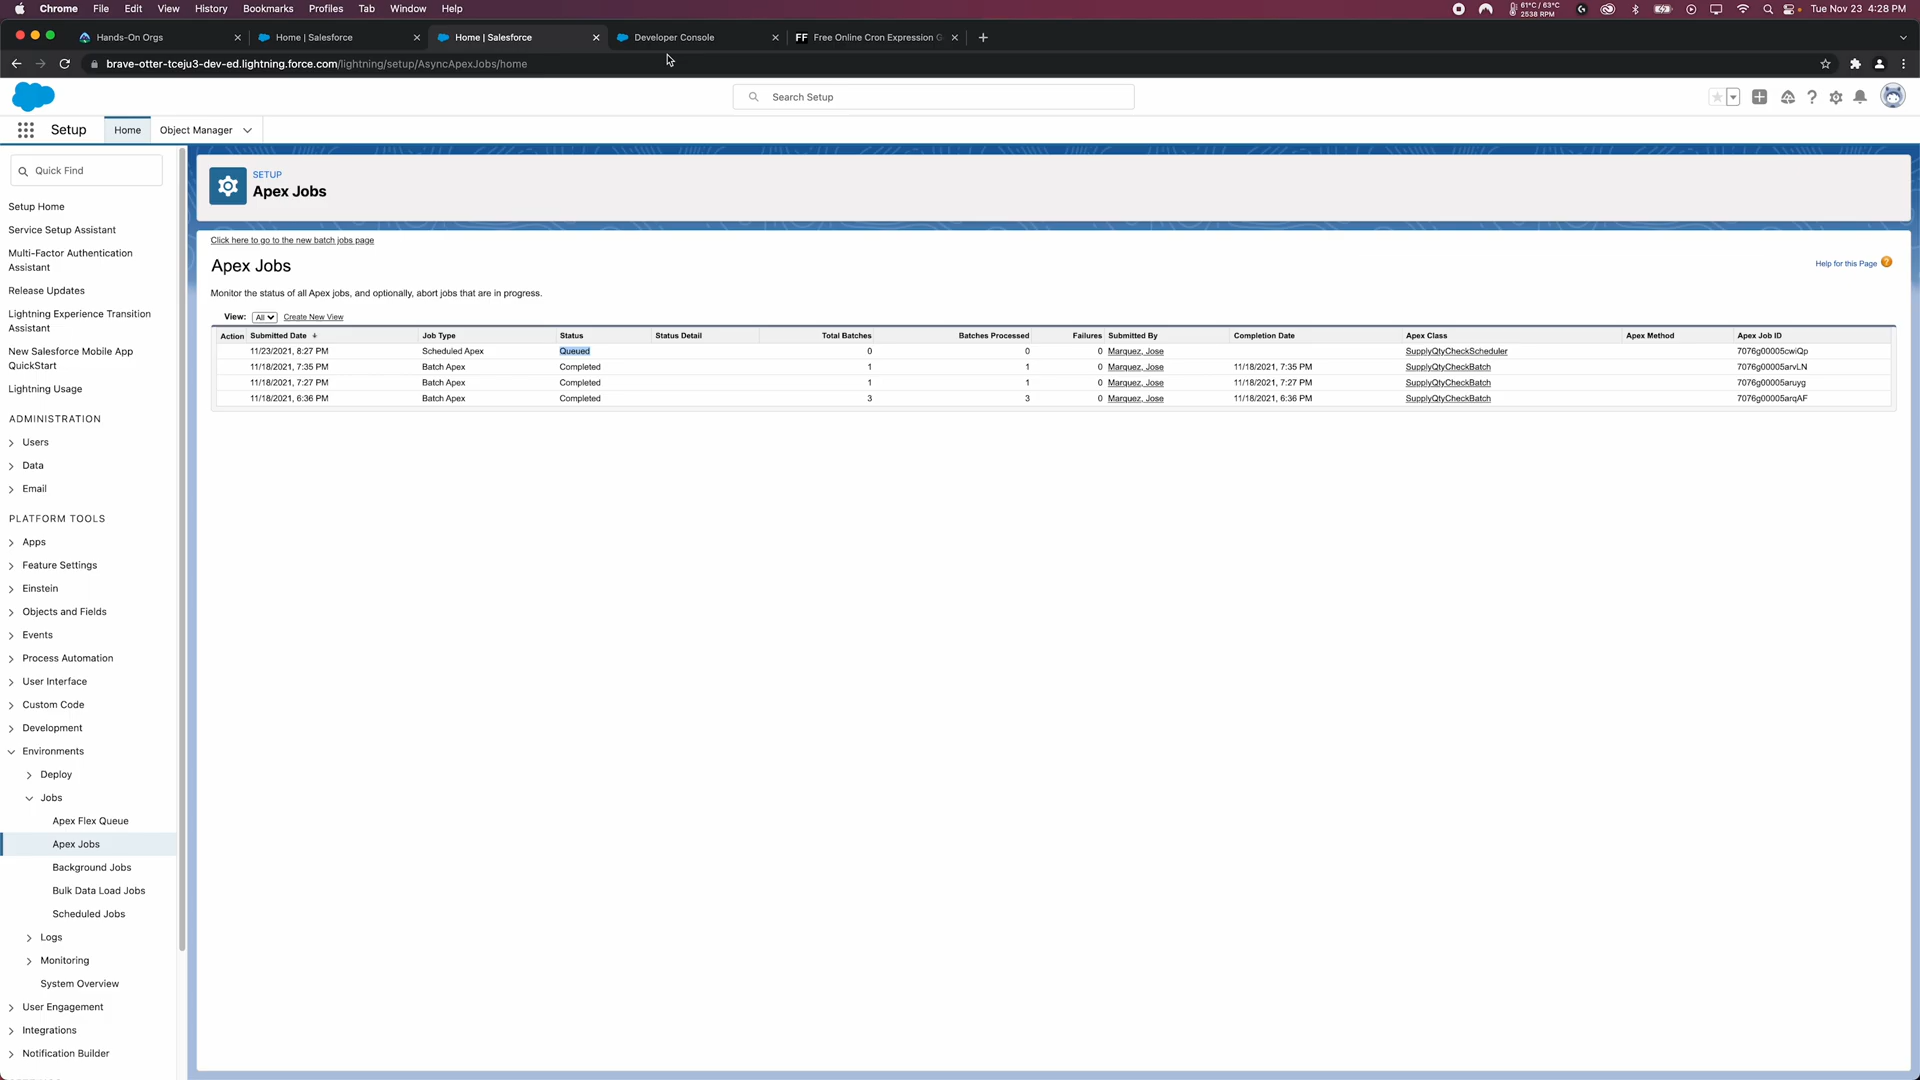 Chrome File Edit View History Bookmarks Profiles Tab Window Help
61°C / 63°C
2538 RPM
Tue Nov 23 4:28 PM
Hands-On Orgs
Home | Salesforce
Home | Salesforce
Developer Console
FF Free Online Cron Expression G
brave-otter-tceju3-dev-ed.lightning.force.com/lightning/setup/AsyncApexJobs/home
Search Setup
Setup Home Object Manager
Quick Find
Setup Home
Service Setup Assistant
Multi-Factor Authentication
Assistant
Release Updates
Lightning Experience Transition
Assistant
New Salesforce Mobile App
QuickStart
Lightning Usage
ADMINISTRATION
Users
Data
Email
PLATFORM TOOLS
Apps
Feature Settings
Einstein
Objects and Fields
Events
Process Automation
User Interface
Custom Code
Development
Environments
Deploy
Jobs
Apex Flex Queue
Apex Jobs
Background Jobs
Bulk Data Load Jobs
Scheduled Jobs
Logs
Monitoring
System Overview
User Engagement
Integrations
Notification Builder
SETUP
Apex Jobs
Click here to go to the new batch jobs page
Apex Jobs
Help for this Page ?
Monitor the status of all Apex jobs, and optionally, abort jobs that are in progress.
View: All Create New View
Action Submitted Date Job Type Status Status Detail Total Batches Batches Processed Failures Submitted By Completion Date Apex Class Apex Method Apex Job ID
11/23/2021, 8:27 PM Scheduled Apex Queued 0 0 0 Marquez, Jose SupplyQtyCheckScheduler 7076g00005cwiQp
11/18/2021, 7:35 PM Batch Apex Completed 1 1 0 Marquez, Jose 11/18/2021, 7:35 PM SupplyQtyCheckBatch 7076g00005arvLN
11/18/2021, 7:27 PM Batch Apex Completed 1 1 0 Marquez, Jose 11/18/2021, 7:27 PM SupplyQtyCheckBatch 7076g00005aruyg
11/18/2021, 6:36 PM Batch Apex Completed 3 3 0 Marquez, Jose 11/18/2021, 6:36 PM SupplyQtyCheckBatch 7076g00005arqAF